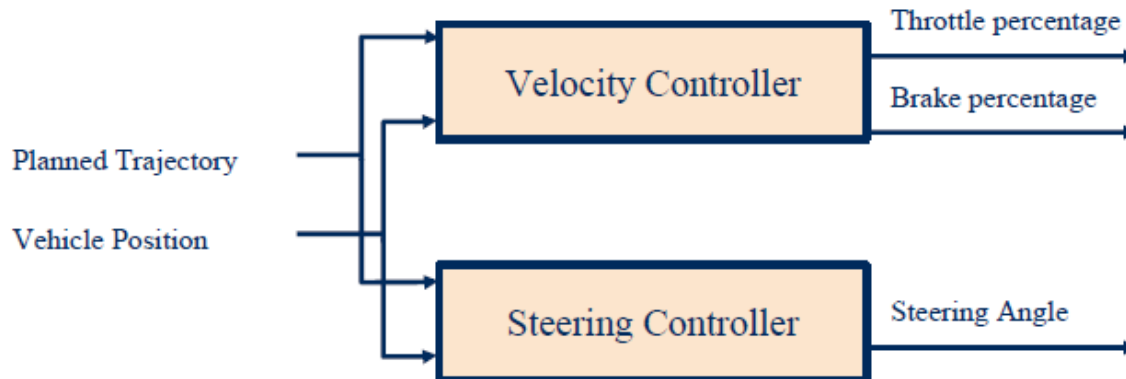 Throttle percentage
Velocity Controller
Brake percentage
Planned Trajectory
Vehicle Position
Steering Controller
Steering Angle